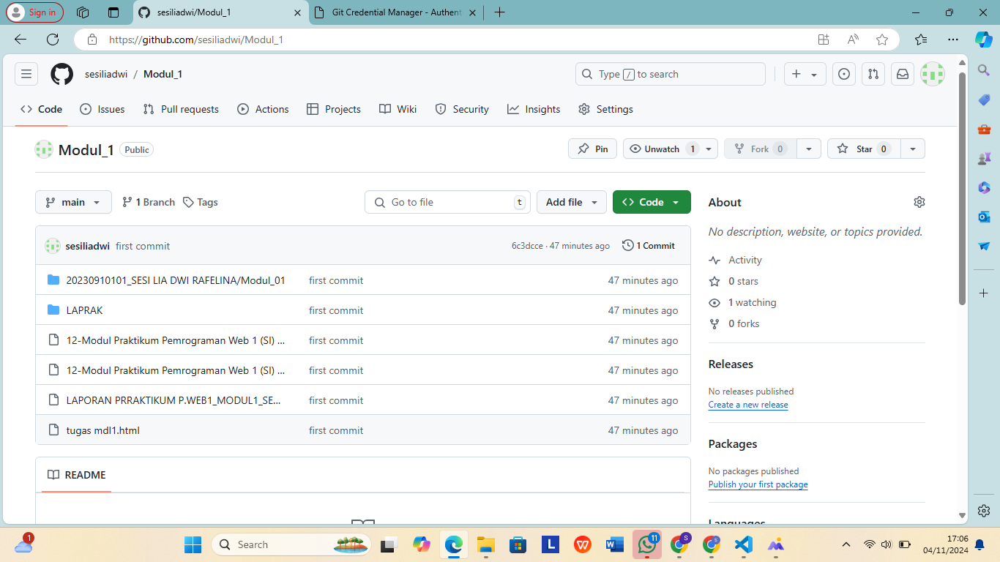 Sign in
sesiliadwi/Modul_1
Git Credential Manager - Authent
https://github.com/sesiliadwi/Modul_1
sesiliadwi / Modul_1
Type / to search
Code
Issues
Pull requests
Actions
Projects
Wiki
Security
Insights
Settings
Modul_1 Public
Pin
Unwatch 1
Fork 0
Star 0
main
1 Branch
Tags
Go to file t
Add file
Code
About
No description, website, or topics provided.
sesiliadwi first commit 6c3dcce · 47 minutes ago 1 Commit
20230910101_SESI LIA DWI RAFELINA/Modul_01 first commit 47 minutes ago
LAPRAK first commit 47 minutes ago
12-Modul Praktikum Pemrograman Web 1 (SI) ... first commit 47 minutes ago
12-Modul Praktikum Pemrograman Web 1 (SI) ... first commit 47 minutes ago
LAPORAN PRRAKTIKUM P.WEB1_MODUL1_SE... first commit 47 minutes ago
tugas mdl1.html first commit 47 minutes ago
README
Activity
0 stars
1 watching
0 forks
Releases
No releases published
Create a new release
Packages
No packages published
Publish your first package
Languages
1
Search
L
W
11
S
S
17:06
04/11/2024